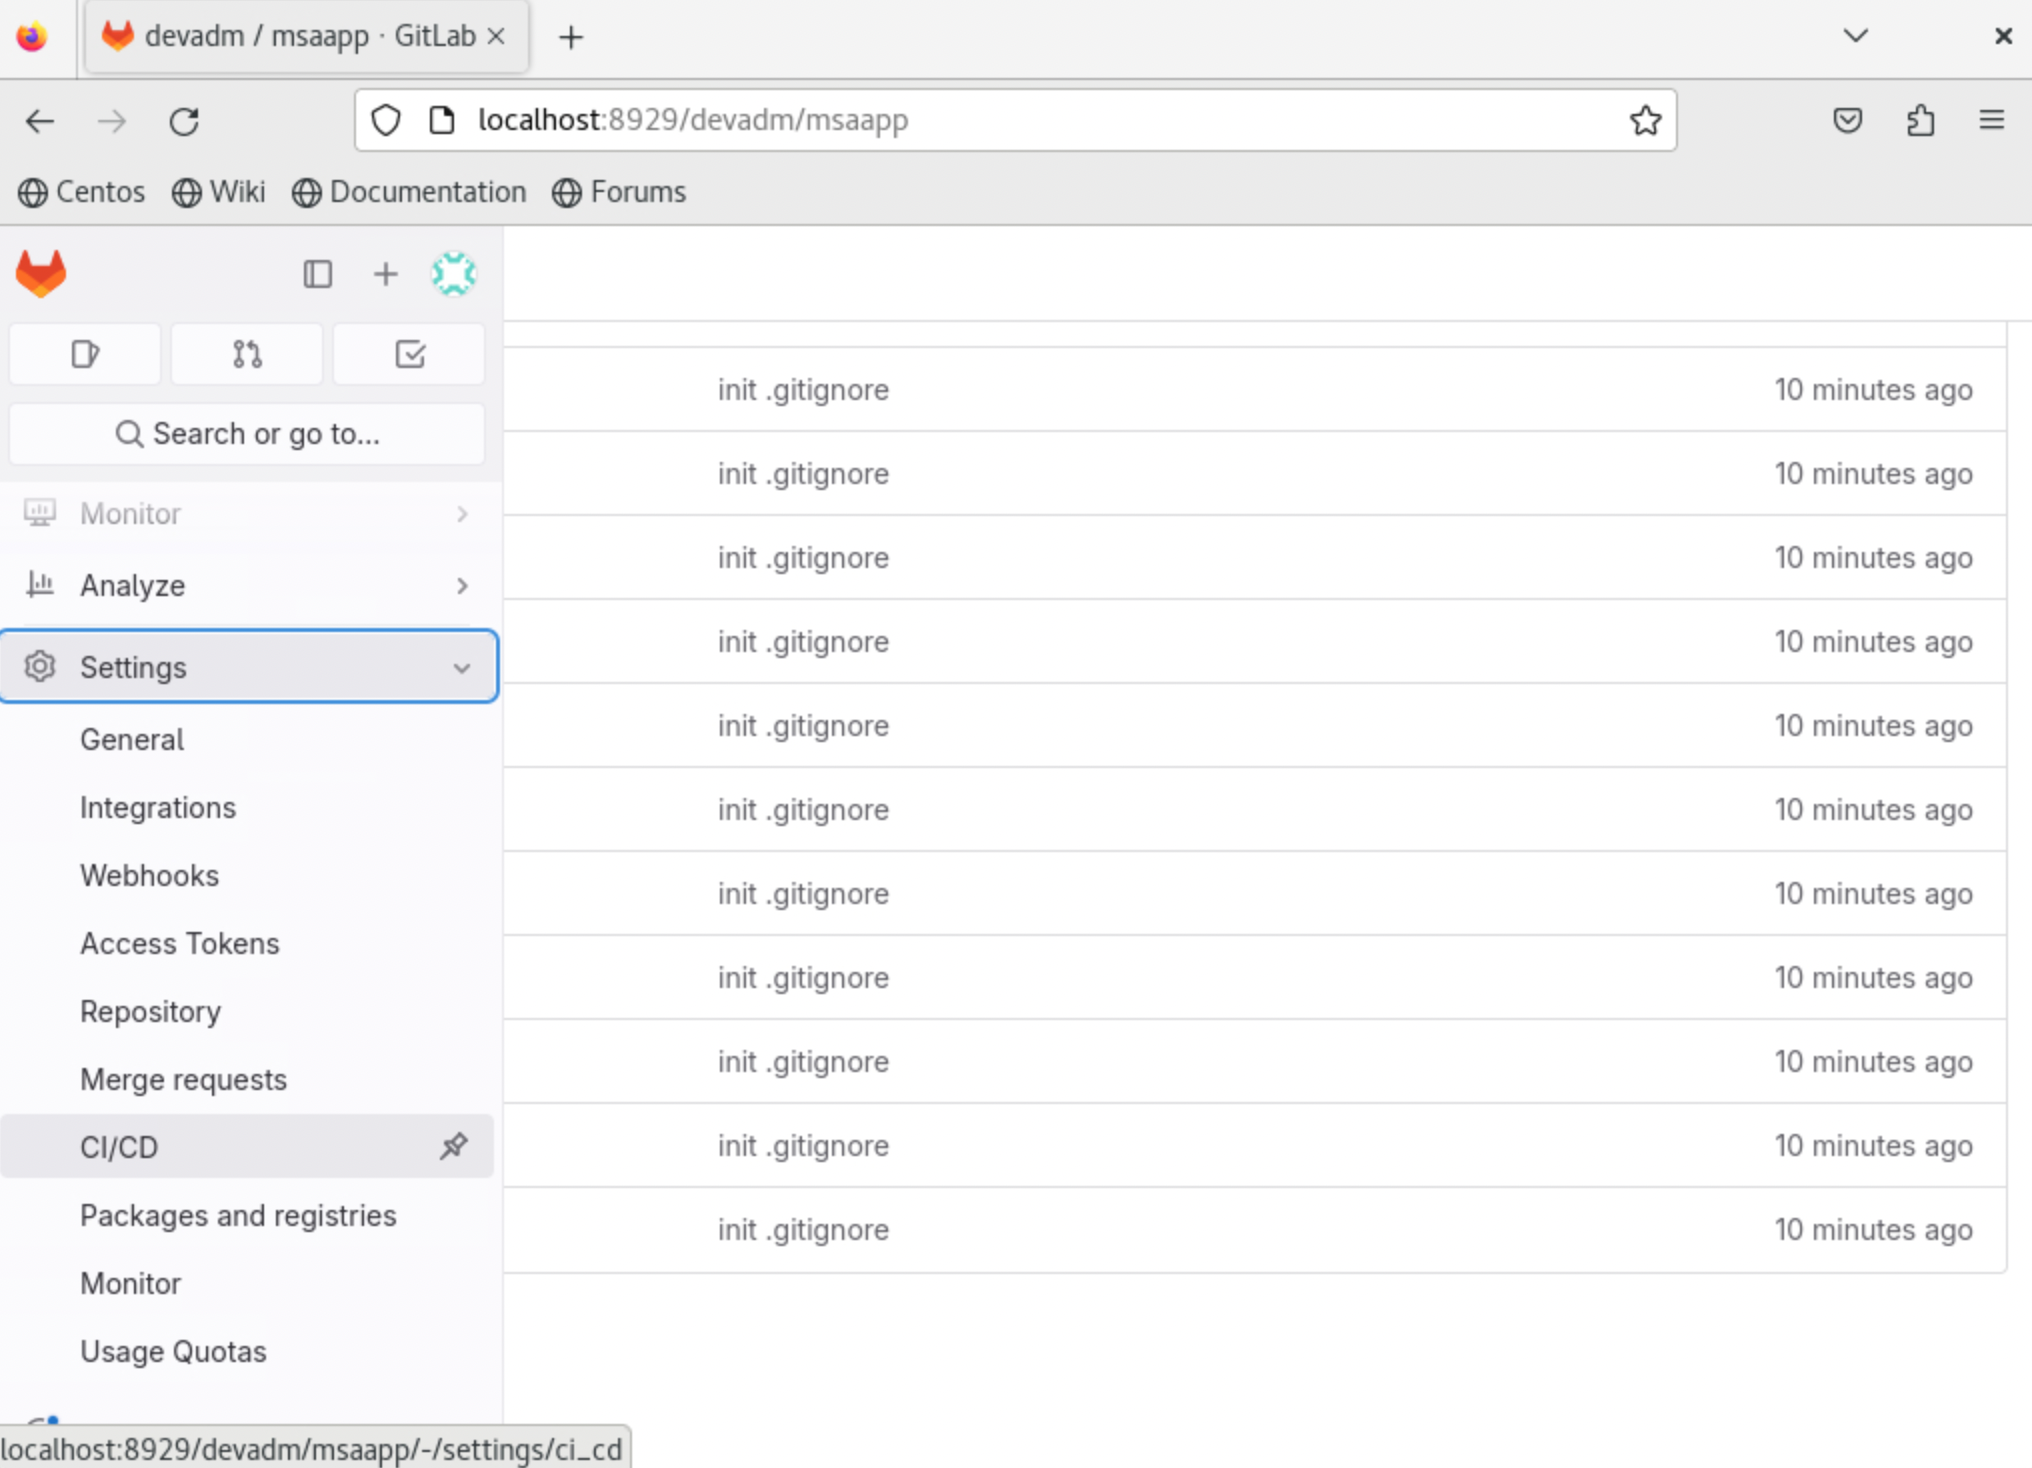 devadm / msaapp · GitLab
localhost:8929/devadm/msaapp
Centos Wiki Documentation Forums
Search or go to...
Monitor
Analyze
Settings
General
Integrations
Webhooks
Access Tokens
Repository
Merge requests
CI/CD
Packages and registries
Monitor
Usage Quotas
init .gitignore 10 minutes ago
init .gitignore 10 minutes ago
init .gitignore 10 minutes ago
init .gitignore 10 minutes ago
init .gitignore 10 minutes ago
init .gitignore 10 minutes ago
init .gitignore 10 minutes ago
init .gitignore 10 minutes ago
init .gitignore 10 minutes ago
init .gitignore 10 minutes ago
init .gitignore 10 minutes ago
localhost:8929/devadm/msaapp/-/settings/ci_cd